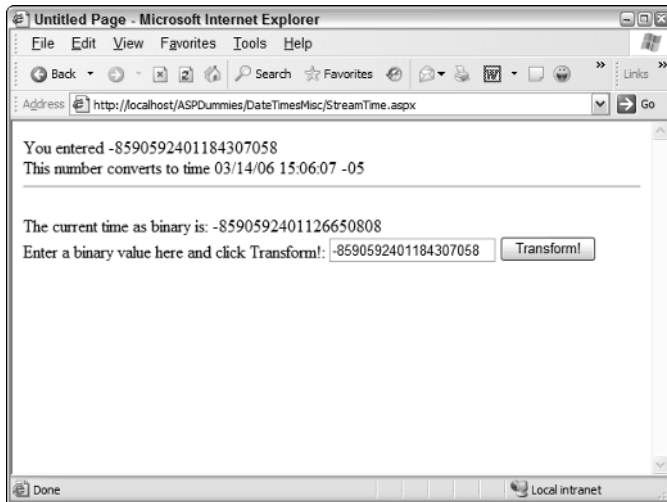 Untitled Page - Microsoft Internet Explorer
File Edit View Favorites Tools Help
Back Search Favorites Links
Address http://localhost/ASPDummies/DateTimesMisc/StreamTime.aspx Go
You entered -8590592401184307058
This number converts to time 03/14/06 15:06:07 -05
The current time as binary is: -8590592401126650808
Enter a binary value here and click Transform!: -8590592401184307058 Transform!
Done Local intranet